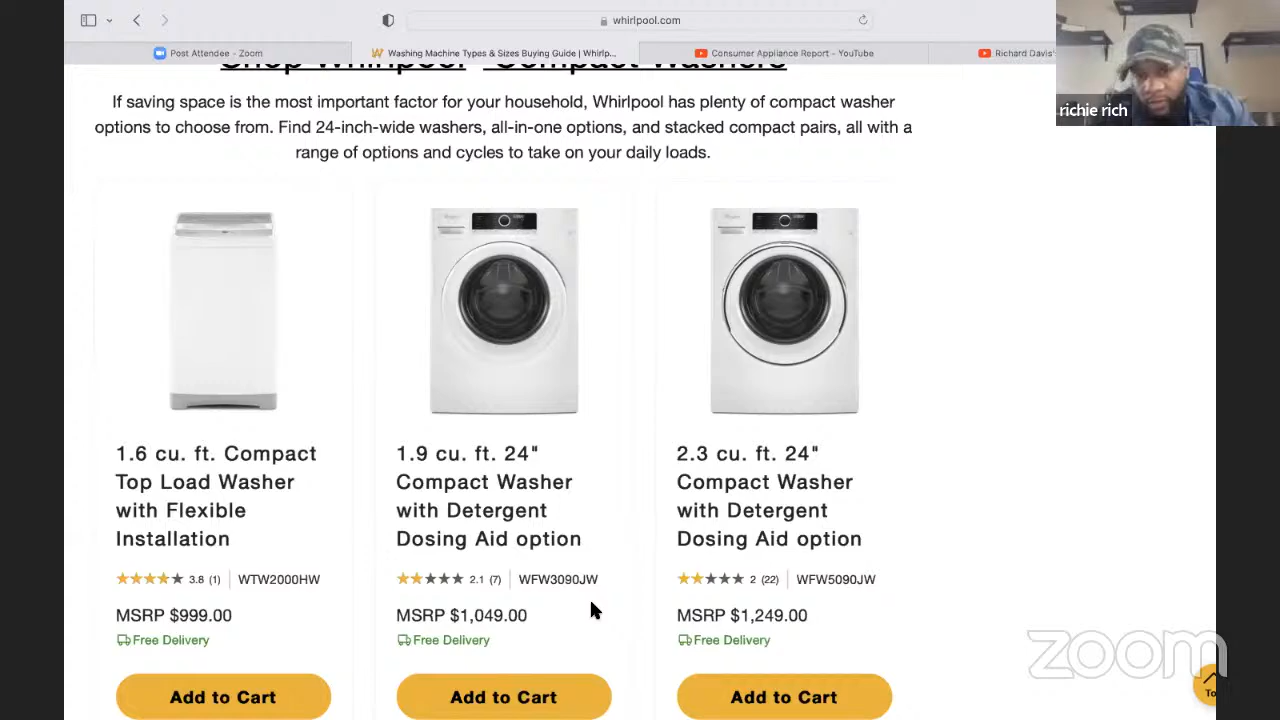 whirlpool.com
Post Attendee - Zoom
Washing Machine Types & Sizes Buying Guide | Whirlp...
Consumer Appliance Report - YouTube
Richard Davis'
richie rich
Shop Whirlpool Compact Washers
If saving space is the most important factor for your household, Whirlpool has plenty of compact washer
options to choose from. Find 24-inch-wide washers, all-in-one options, and stacked compact pairs, all with a
range of options and cycles to take on your daily loads.
1.6 cu. ft. Compact
Top Load Washer
with Flexible
Installation
3.8 (1) WTW2000HW
MSRP $999.00
Free Delivery
Add to Cart
1.9 cu. ft. 24"
Compact Washer
with Detergent
Dosing Aid option
2.1 (7) WFW3090JW
MSRP $1,049.00
Free Delivery
Add to Cart
2.3 cu. ft. 24"
Compact Washer
with Detergent
Dosing Aid option
2 (22) WFW5090JW
MSRP $1,249.00
Free Delivery
Add to Cart
zoom
To